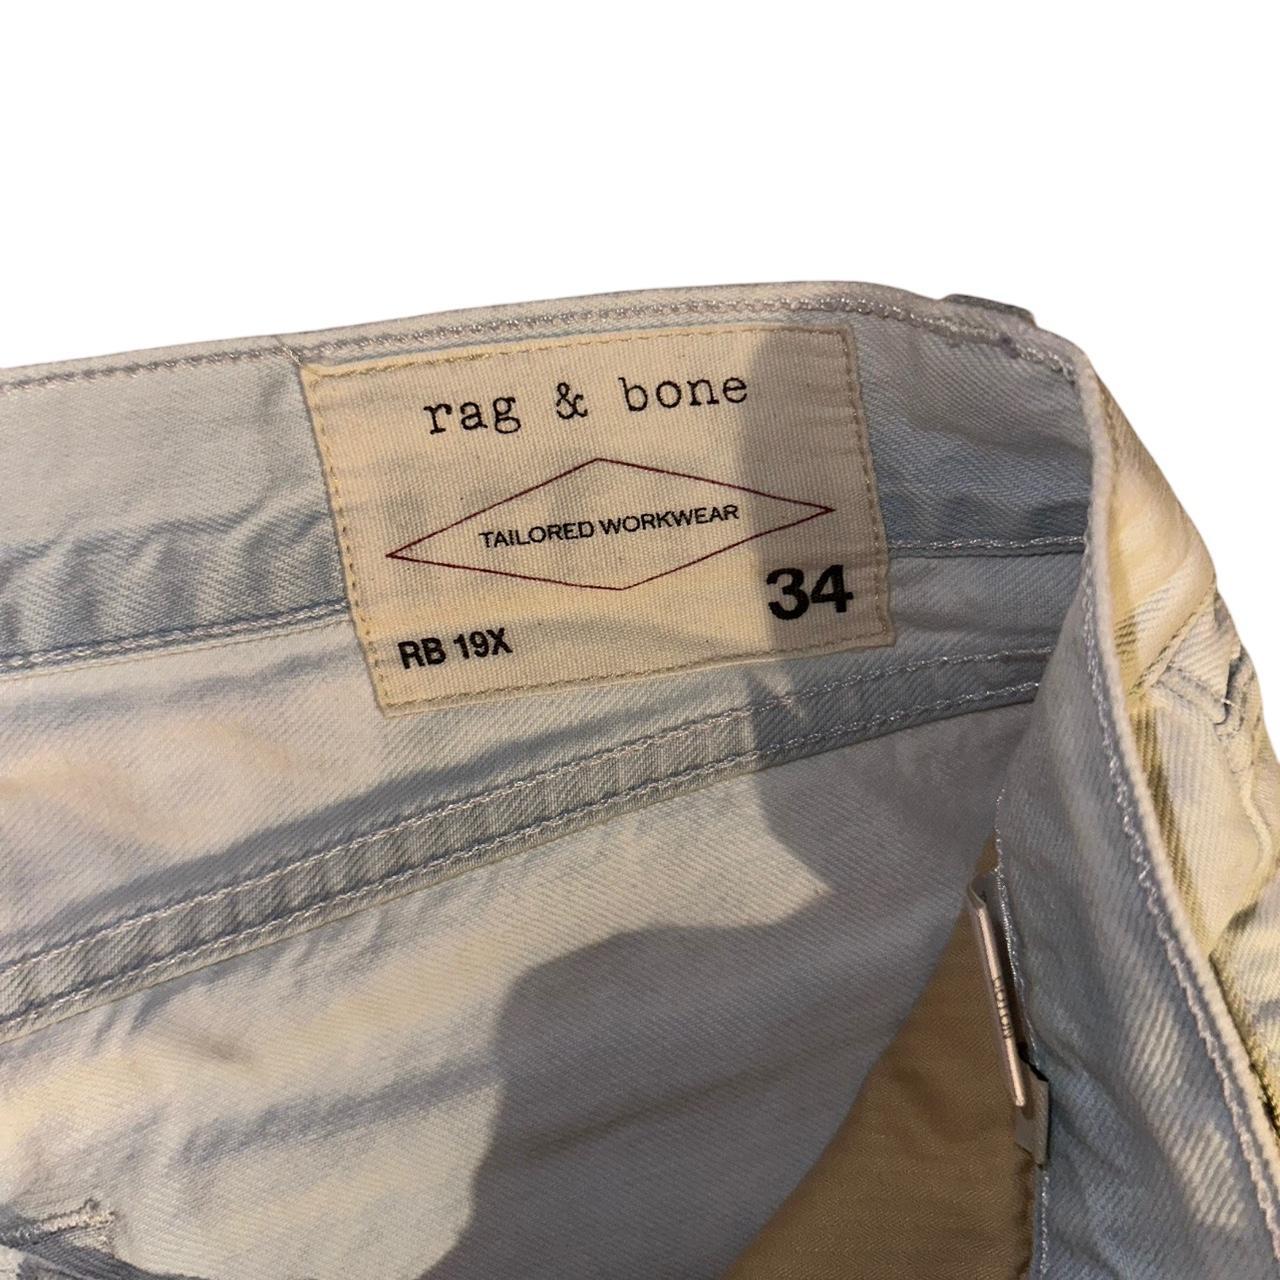 rag & bone
TAILORED WORKWEAR
34
RB 19X